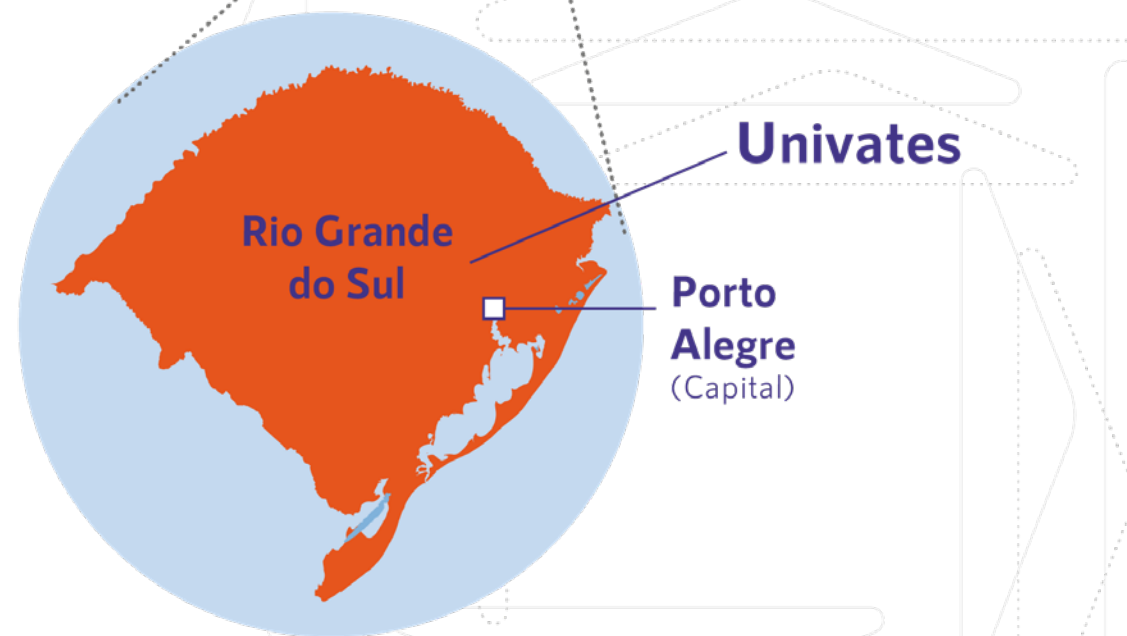 Univates
Rio Grande
do Sul
Porto
Alegre
(Capital)